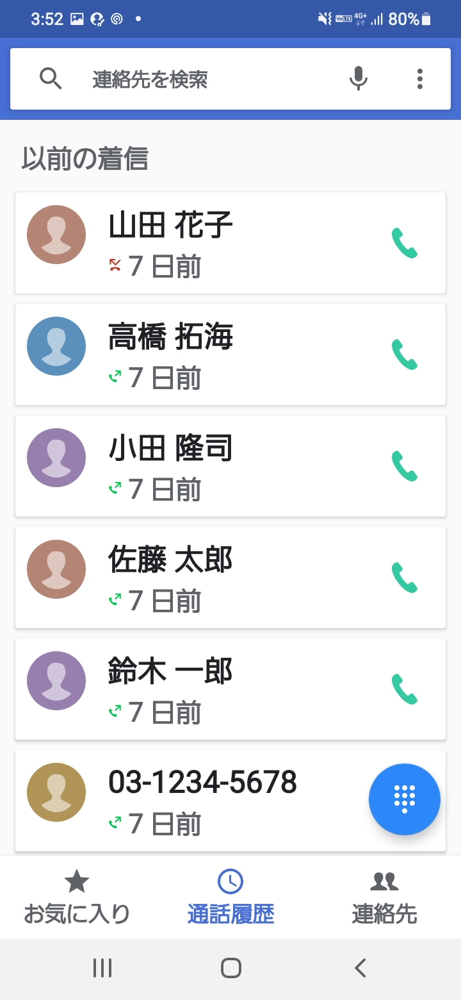 3:52 VoLTE 4G+ 80%
連絡先を検索
以前の着信
山田 花子
7 日前
高橋 拓海
7 日前
小田 隆司
7 日前
佐藤 太郎
7 日前
鈴木 一郎
7 日前
03-1234-5678
7 日前
お気に入り 通話履歴 連絡先